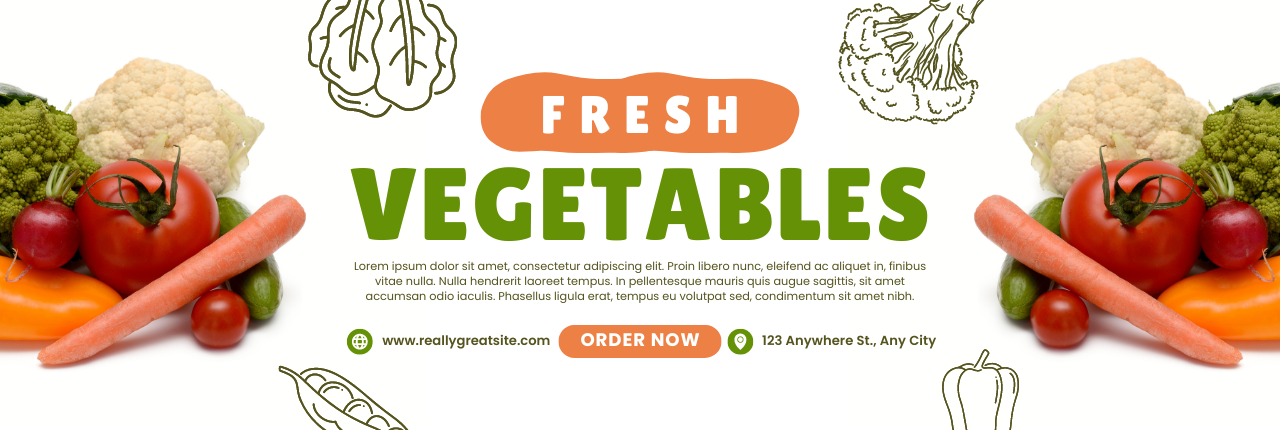 FRESH
VEGETABLES
Lorem ipsum dolor sit amet, consectetur adipiscing elit. Proin libero nunc, eleifend ac aliquet in, finibus
vitae nulla. Nulla hendrerit laoreet tempus. In pellentesque mauris quis augue sagittis, sit amet
accumsan odio iaculis. Phasellus ligula erat, tempus eu volutpat sed, condimentum sit amet nibh.
www.reallygreatsite.com ORDER NOW 123 Anywhere St., Any City